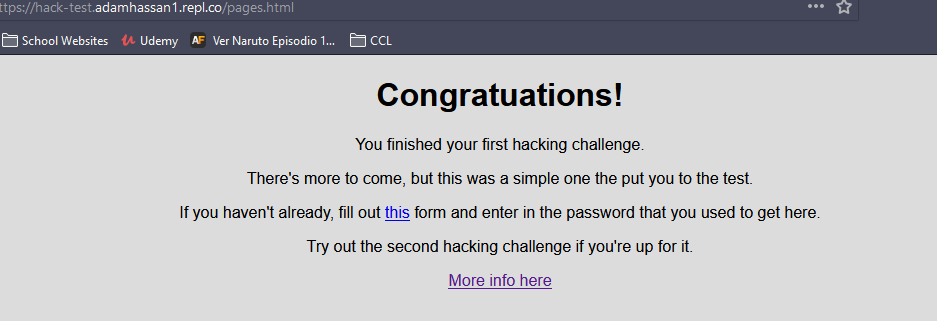 ttps://hack-test.adamhassan1.repl.co/pages.html
School Websites Udemy AF Ver Naruto Episodio 1... CCL
Congratuations!
You finished your first hacking challenge.
There's more to come, but this was a simple one the put you to the test.
If you haven't already, fill out this form and enter in the password that you used to get here.
Try out the second hacking challenge if you're up for it.
More info here